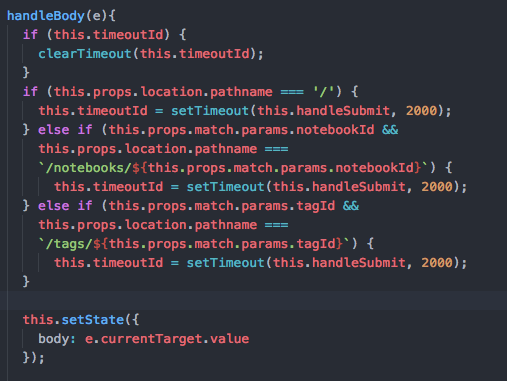 handleBody(e){
  if (this.timeoutId) {
    clearTimeout(this.timeoutId);
  }
  if (this.props.location.pathname === '/') {
    this.timeoutId = setTimeout(this.handleSubmit, 2000);
  } else if (this.props.match.params.notebookId &&
    this.props.location.pathname ===
    `/notebooks/${this.props.match.params.notebookId}`) {
      this.timeoutId = setTimeout(this.handleSubmit, 2000);
  } else if (this.props.match.params.tagId &&
    this.props.location.pathname ===
    `/tags/${this.props.match.params.tagId}`) {
      this.timeoutId = setTimeout(this.handleSubmit, 2000);
  }

  this.setState({
    body: e.currentTarget.value
  });